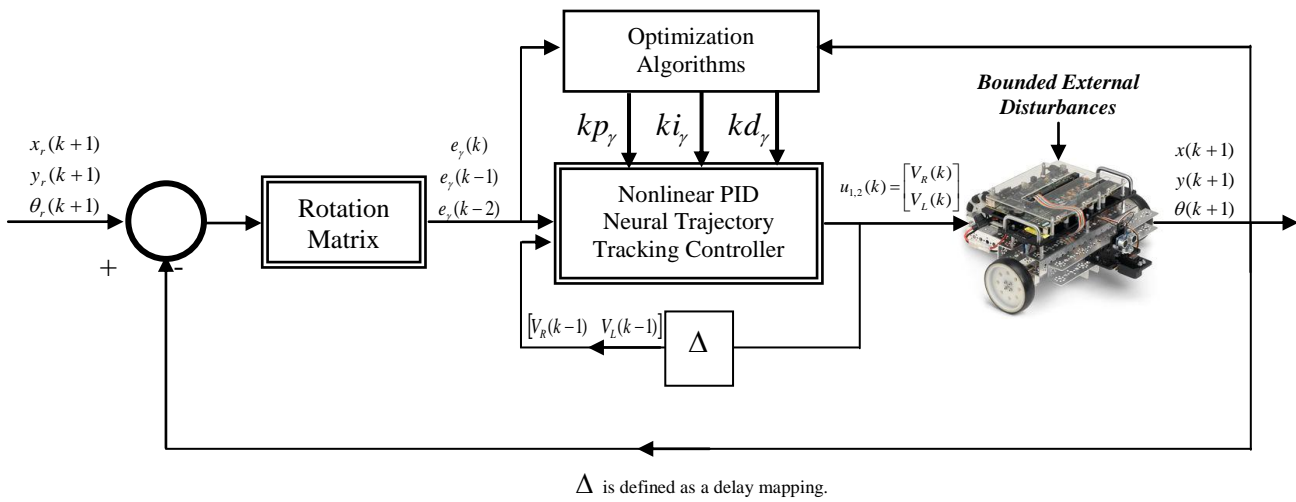 Optimization
Algorithms
Bounded External
Disturbances
kp_γ ki_γ kd_γ
x_r(k+1)
y_r(k+1)
θ_r(k+1)
+
-
Rotation
Matrix
e_γ(k)
e_γ(k−1)
e_γ(k−2)
Nonlinear PID
Neural Trajectory
Tracking Controller
u_{1,2}(k) = [V_R(k)
V_L(k)]
x(k+1)
y(k+1)
θ(k+1)
[V_R(k−1) V_L(k−1)]
Δ
Δ is defined as a delay mapping.